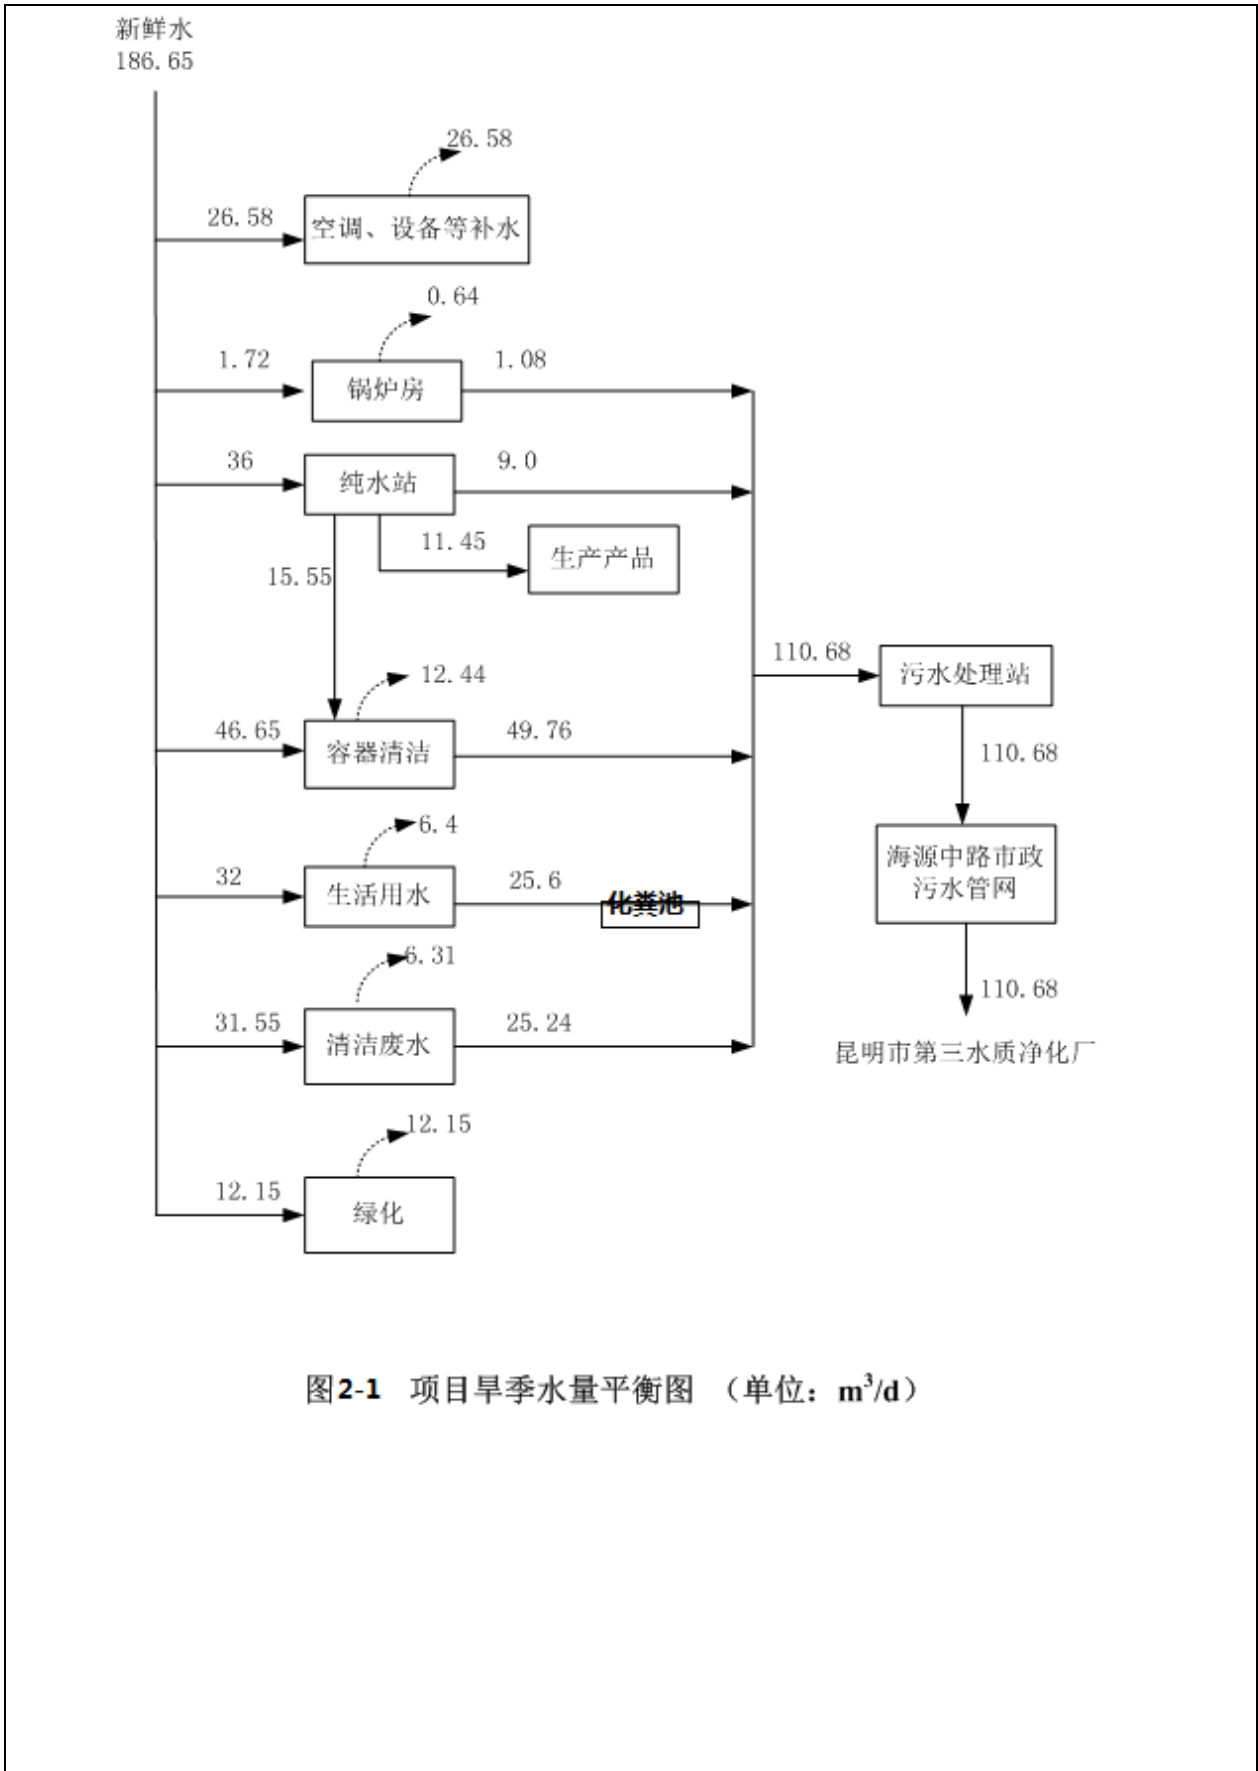 新鲜水
186.65
26.58
26.58
空调、设备等补水
0.64
1.72
锅炉房
1.08
36
纯水站
9.0
11.45
生产产品
15.55
110.68
污水处理站
12.44
46.65
容器清洁
49.76
110.68
6.4
海源中路市政
污水管网
32
生活用水
25.6
化粪池
6.31
110.68
31.55
清洁废水
25.24
昆明市第三水质净化厂
12.15
12.15
绿化
图2-1 项目旱季水量平衡图 （单位：m³/d）